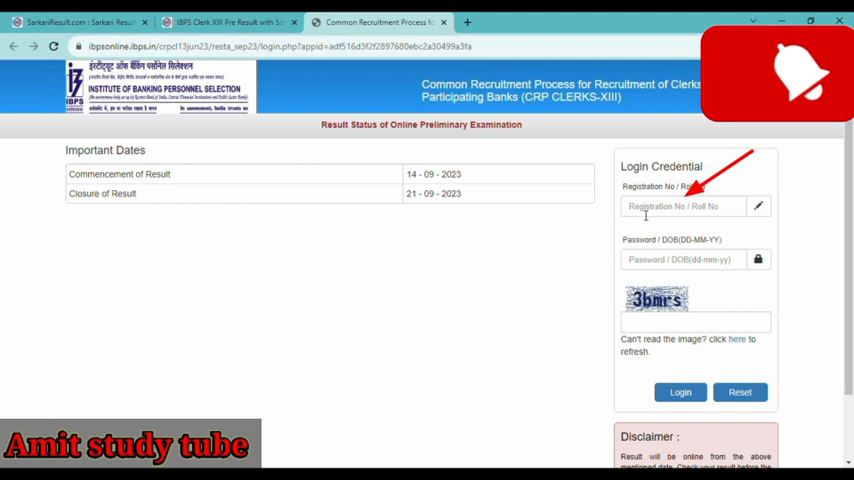 SarkariResult.com : Sarkari Resul
IBPS Clerk XIII Pre Result with Sc
Common Recruitment Process fo
ibpsonline.ibps.in/crpcl13jun23/resta_sep23/login.php?appid=adf516d3f2f2897680ebc2a30499a3fa
इंस्टीट्यूट ऑफ बैंकिंग पर्सोनेल सिलेक्शन
INSTITUTE OF BANKING PERSONNEL SELECTION
IBPS
Common Recruitment Process for Recruitment of Clerks
Participating Banks (CRP CLERKS-XIII)
Result Status of Online Preliminary Examination
Important Dates
Commencement of Result 14 - 09 - 2023
Closure of Result 21 - 09 - 2023
Login Credential
Registration No /
Registration No / Roll No
Password / DOB(DD-MM-YY)
Password / DOB(dd-mm-yy)
3bmrs
Can't read the image? click here to
refresh.
Login Reset
Amit study tube
Disclaimer :
Result will be online from the above
mentioned date. Check your result before the